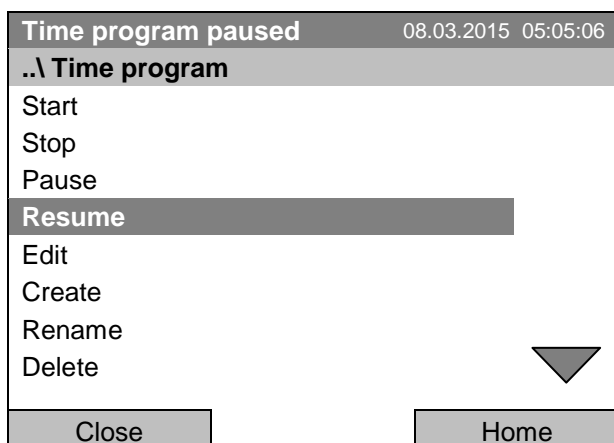 Time program paused 08.03.2015 05:05:06
..\ Time program
Start
Stop
Pause
Resume
Edit
Create
Rename
Delete
Close Home